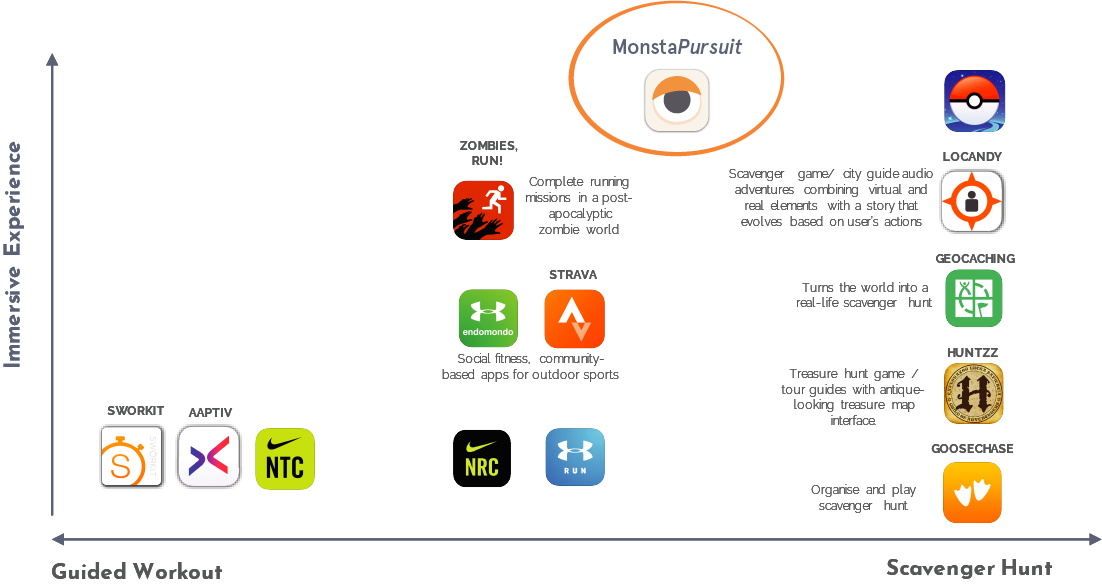 MonstaPursuit
ZOMBIES,
RUN!
Complete running
missions in a post-
apocalyptic
zombie world
LOCANDY
Scavenger game/ city guide audio
adventures combining virtual and
real elements with a story that
evolves based on user's actions
GEOCACHING
Turns the world into a
real-life scavenger hunt
STRAVA
endomondo
Social fitness, community-
based apps for outdoor sports
HUNTZZ
Treasure hunt game /
tour guides with antique-
looking treasure map
interface.
H
SWORKIT
AAPTIV
S
SWORKIT
NTC
NRC
RUN
GOOSECHASE
Organise and play
scavenger hunt
Immersive Experience
Guided Workout
Scavenger Hunt